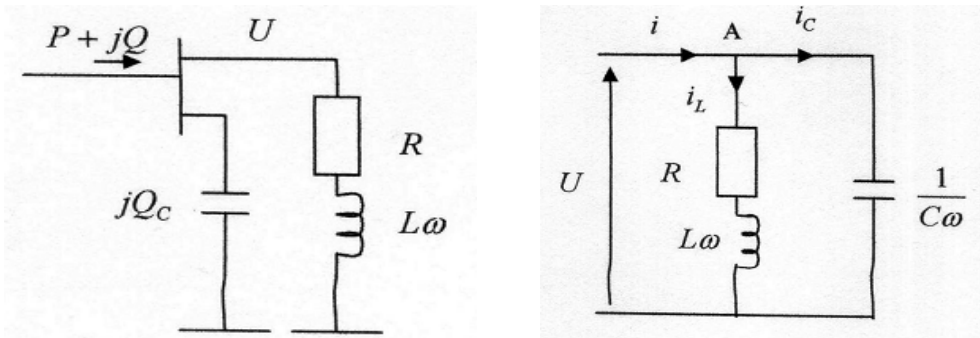 P + jQ
U
R
jQ_C
Lω
i
A
i_C
i_L
U
R
Lω
1/Cω